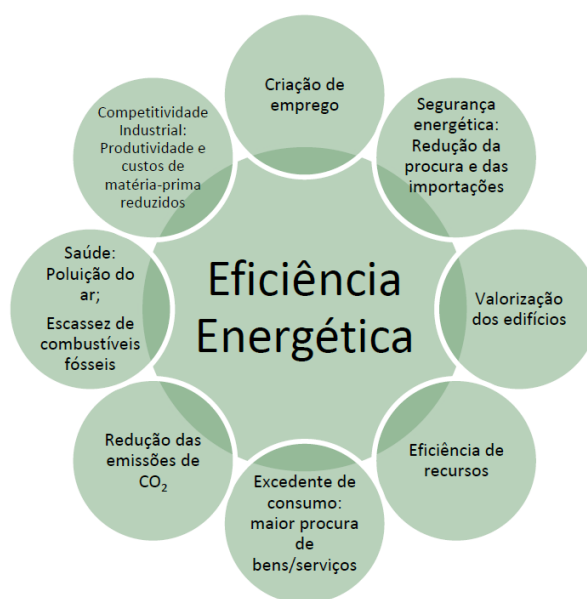 Criação de
emprego
Segurança
energética:
Redução da
procura e das
importações
Valorização
dos edifícios
Eficiência de
recursos
Excedente de
consumo:
maior procura
de
bens/serviços
Redução das
emissões de
CO₂
Saúde:
Poluição do
ar;
Escassez de
combustíveis
fósseis
Competitividade
Industrial:
Produtividade e
custos de
matéria-prima
reduzidos
Eficiência
Energética